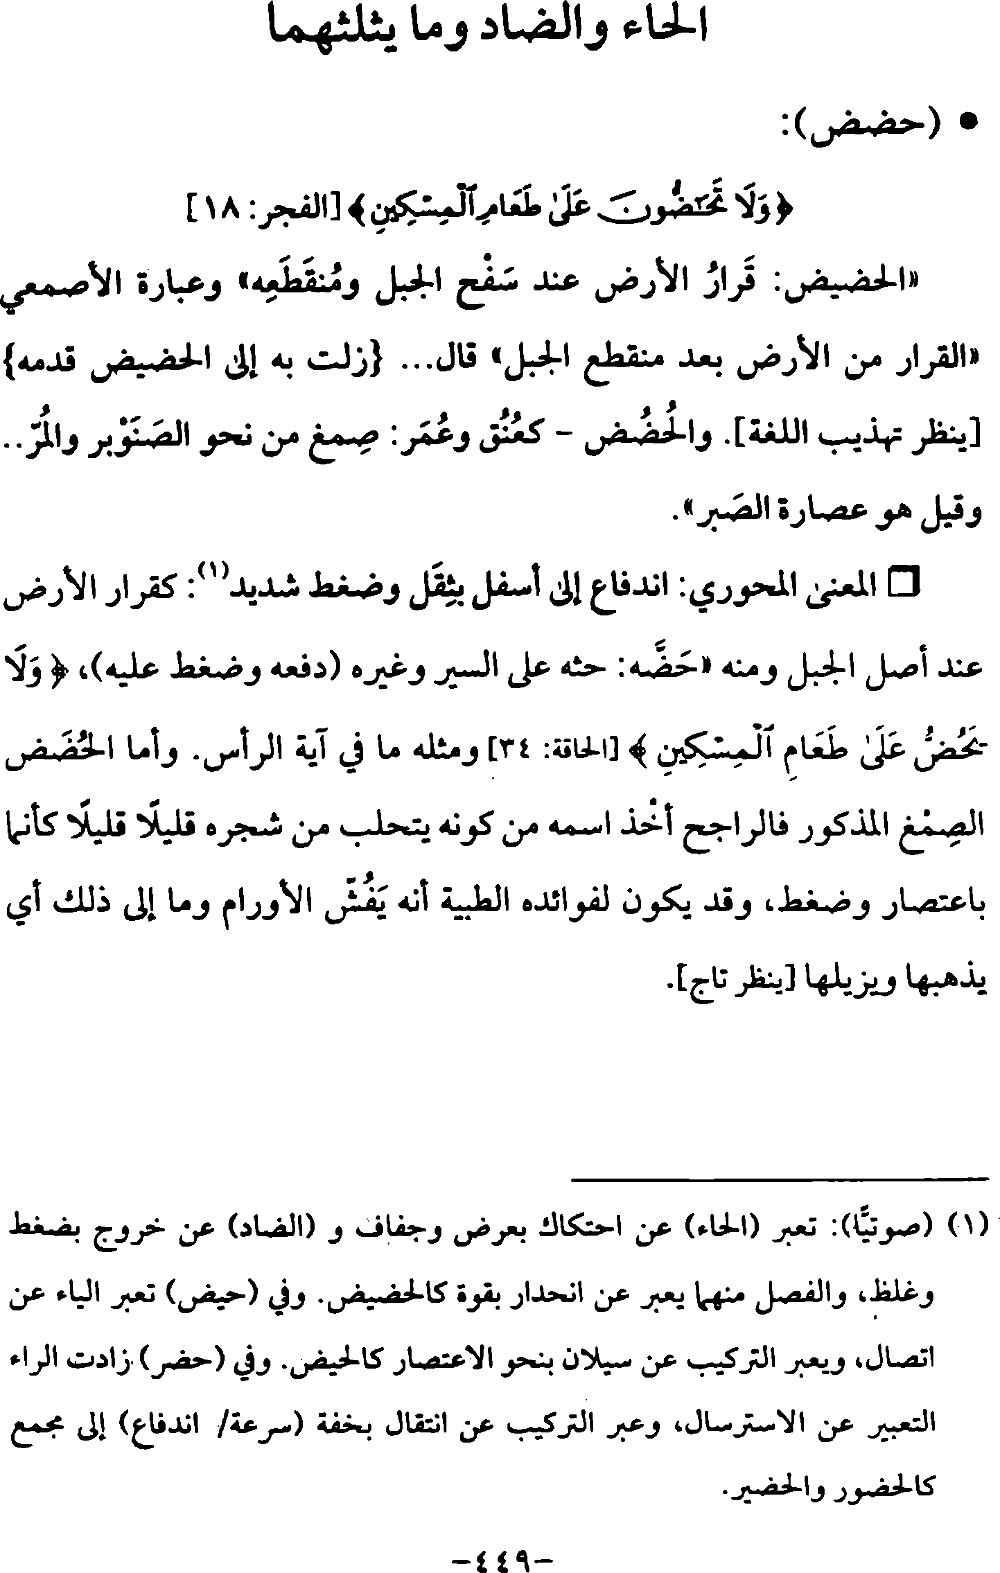 الحاء والضاد وما يثلثهما
• (حضض):
﴿وَلَا تَحَٰٓضُّونَ عَلَىٰ طَعَامِ ٱلْمِسْكِينِ﴾ [الفجر: ١٨]
«الحضيض: قَرارُ الأرض عند سَفْح الجبل ومُنقَطَعِه» وعبارة الأصمعي
«القرار من الأرض بعد منقطع الجبل» قال... {زلت به إلى الحضيض قدمه}
[ينظر تهذيب اللغة]. والحُضُض – كعُنُق وعُمَر: صِمغ من نحو الصَنَوْبر والمُرّ..
وقيل هو عصارة الصَبر».
❒ المعنى المحوري: اندفاع إلى أسفل بثِقَل وضغط شديد(١): كقرار الأرض
عند أصل الجبل ومنه «حَضَّه: حثه على السير وغيره (دفعه وضغط عليه)، ﴿وَلَا
يَحُضُّ عَلَىٰ طَعَامِ ٱلْمِسْكِينِ﴾ [الحاقة: ٣٤] ومثله ما في آية الرأس. وأما الحُضَض
الصِمْغ المذكور فالراجح أخْذ اسمه من كونه يتحلب من شجره قليلًا قليلًا كأنما
باعتصار وضغط، وقد يكون لفوائده الطبية أنه يَفُشّ الأورام وما إلى ذلك أي
يذهبها ويزيلها [ينظر تاج].
(١) (صوتيًّا): تعبر (الحاء) عن احتكاك بعرض وجفاف و (الضاد) عن خروج بضغط
وغلظ، والفصل منهما يعبر عن انحدار بقوة كالحضيض. وفي (حيض) تعبر الياء عن
اتصال، ويعبر التركيب عن سيلان بنحو الاعتصار كالحيض. وفي (حضر) زادت الراء
التعبير عن الاسترسال، وعبر التركيب عن انتقال بخفة (سرعة/ اندفاع) إلى مجمع
كالحضور والحضير.
-٤٤٩-